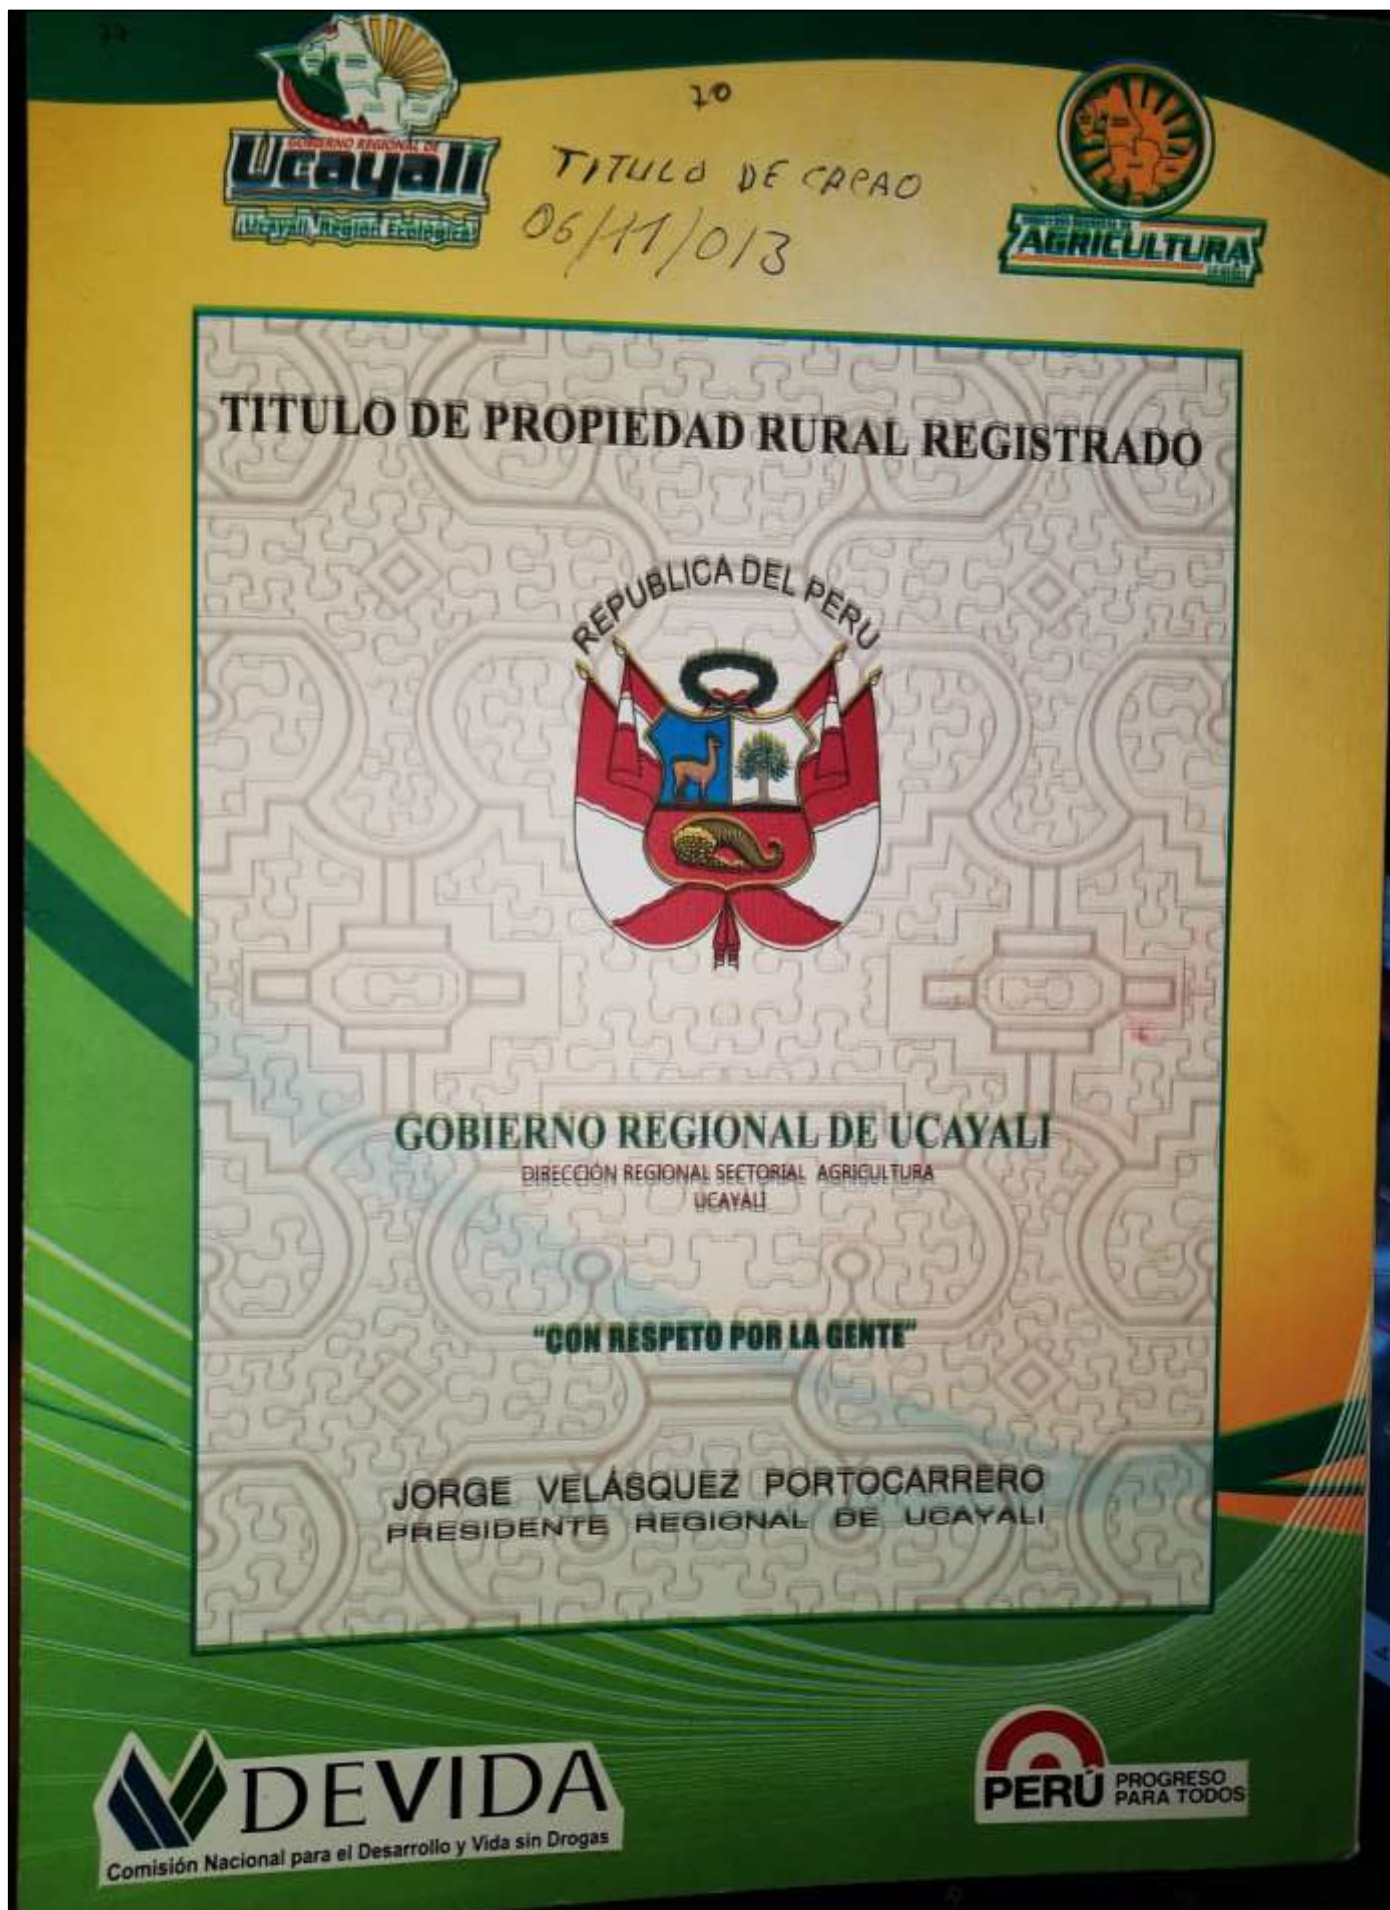 70
TITULO DE CACAO
06/11/013
GOBIERNO REGIONAL DE
Ucayali
¡Ucayali, Región Ecológica!
AGRICULTURA
TITULO DE PROPIEDAD RURAL REGISTRADO
REPUBLICA DEL PERU
GOBIERNO REGIONAL DE UCAYALI
DIRECCIÓN REGIONAL SECTORIAL AGRICULTURA
UCAYALI
"CON RESPETO POR LA GENTE"
JORGE VELÁSQUEZ PORTOCARRERO
PRESIDENTE REGIONAL DE UCAYALI
DEVIDA
Comisión Nacional para el Desarrollo y Vida sin Drogas
PERÚ PROGRESO
PARA TODOS